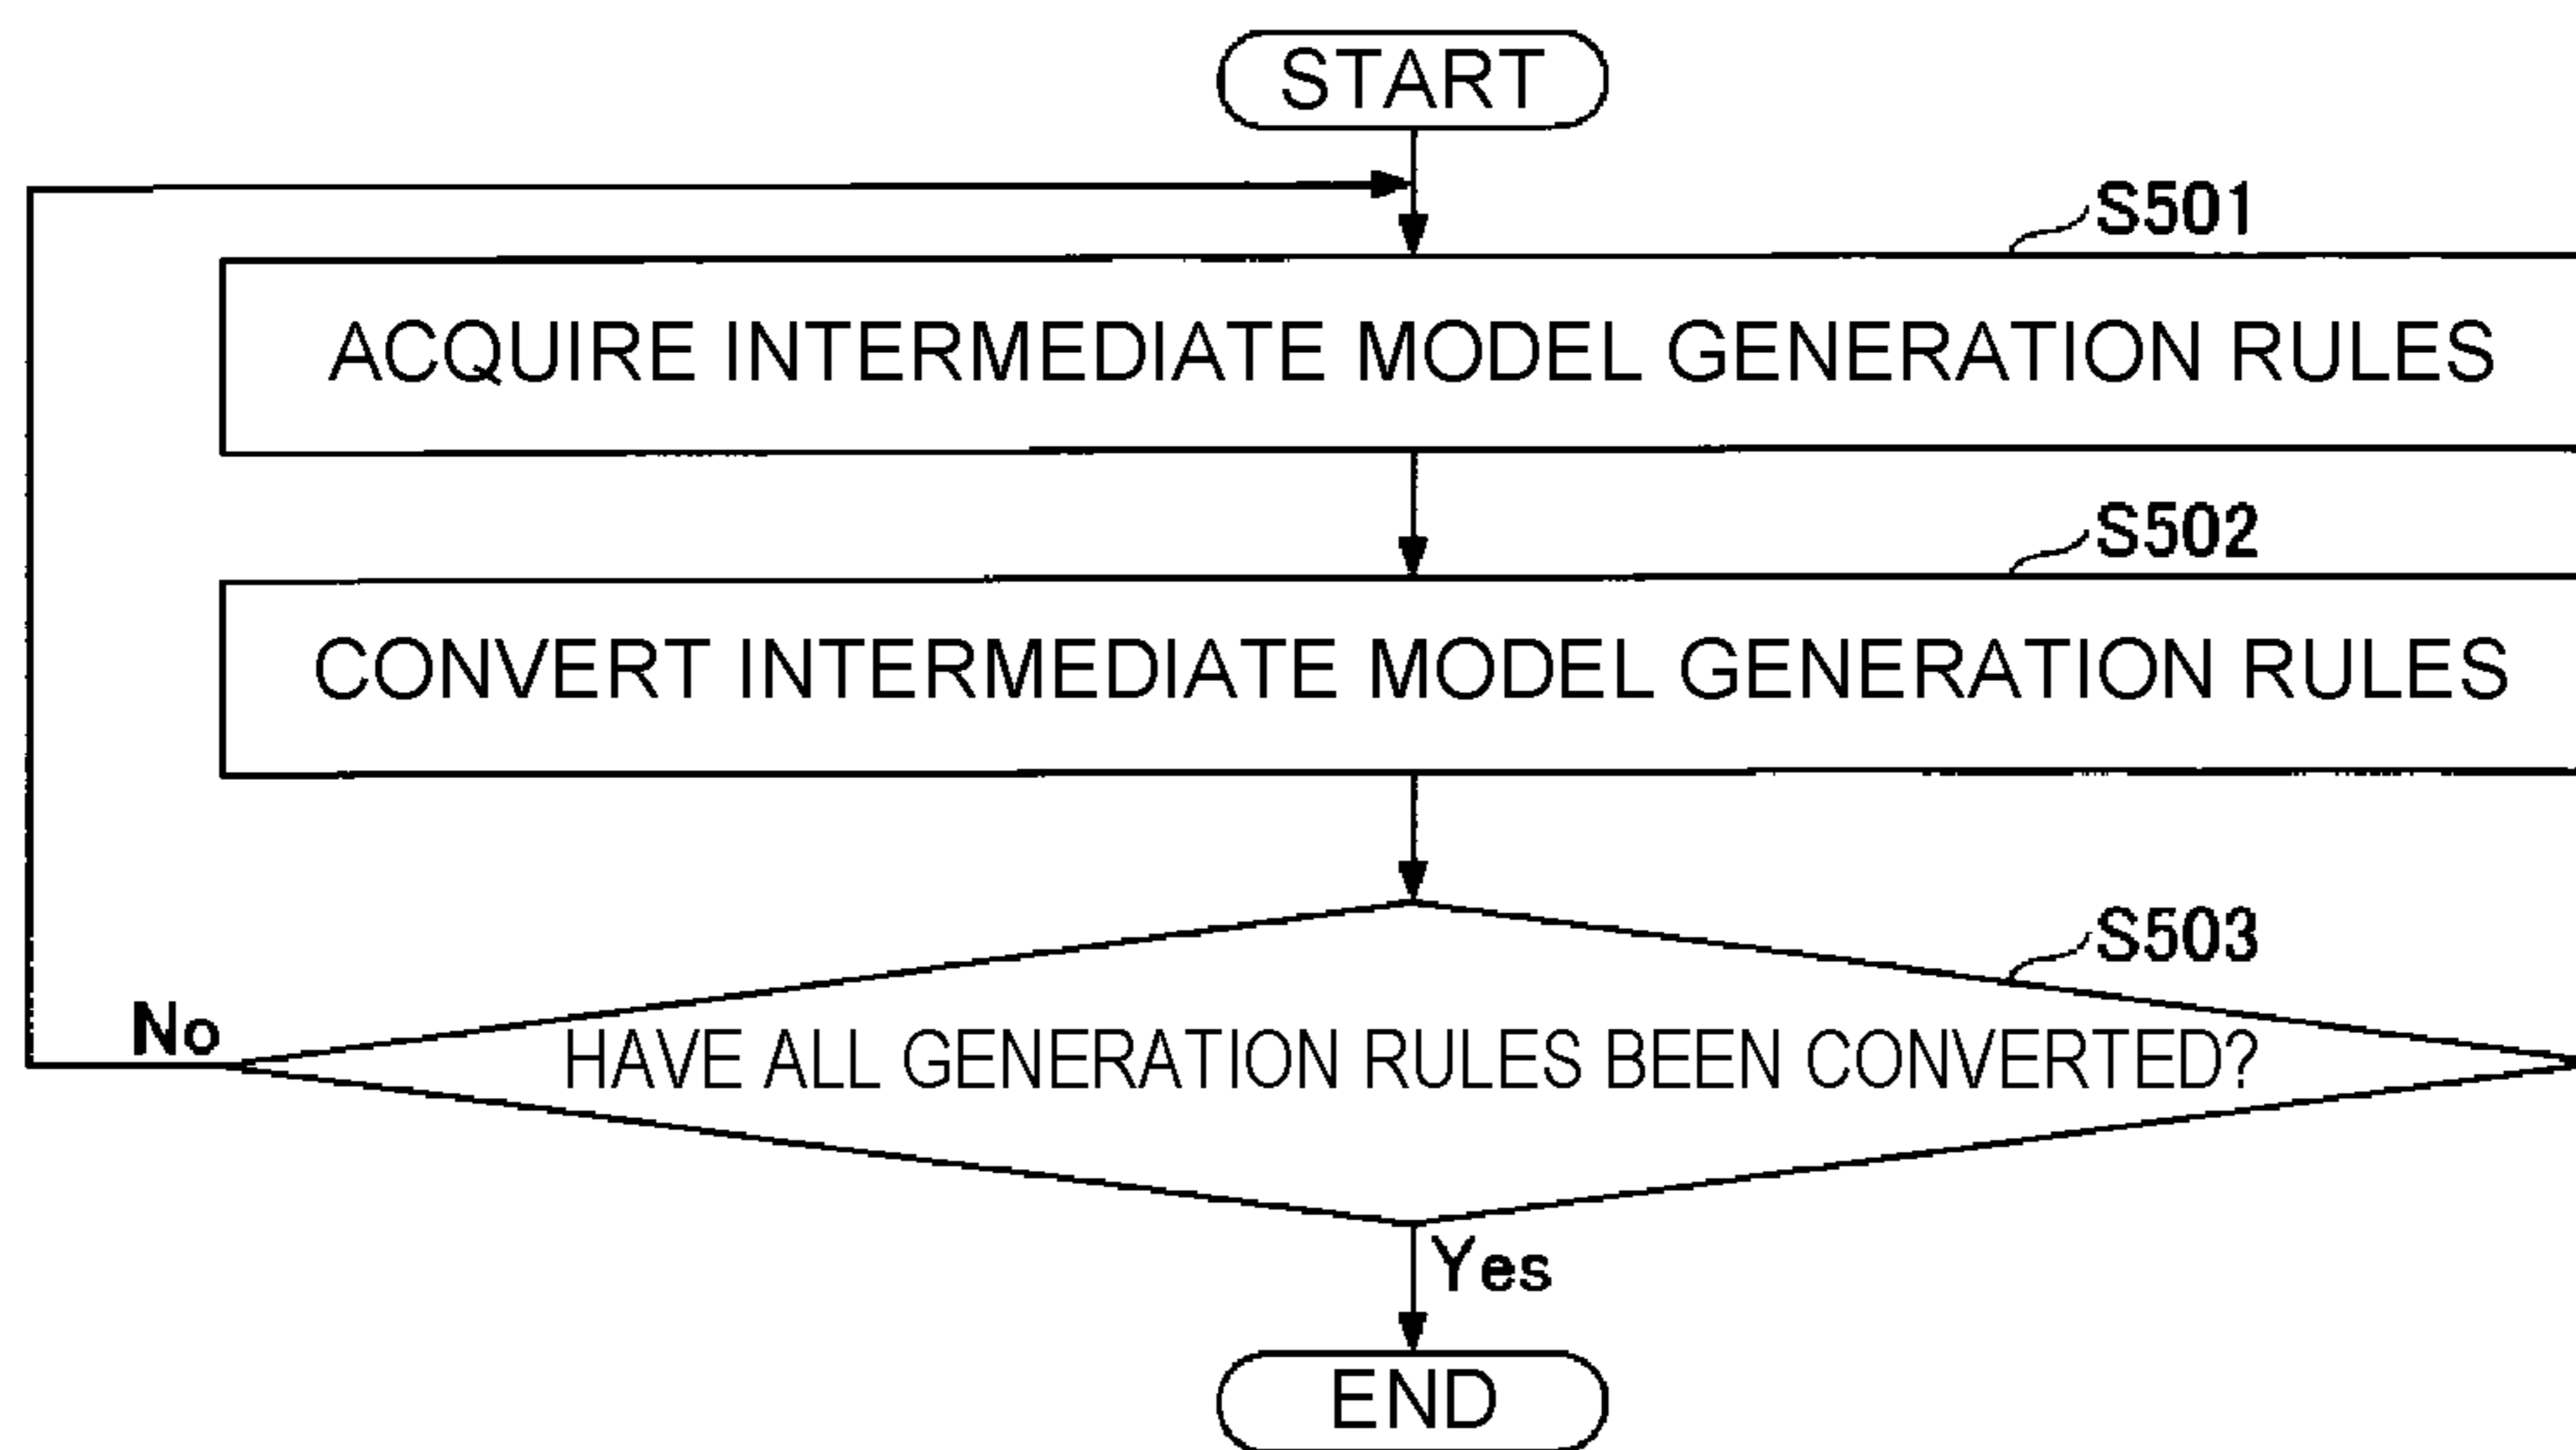 START
S501
ACQUIRE INTERMEDIATE MODEL GENERATION RULES
S502
CONVERT INTERMEDIATE MODEL GENERATION RULES
S503
No
HAVE ALL GENERATION RULES BEEN CONVERTED?
Yes
END